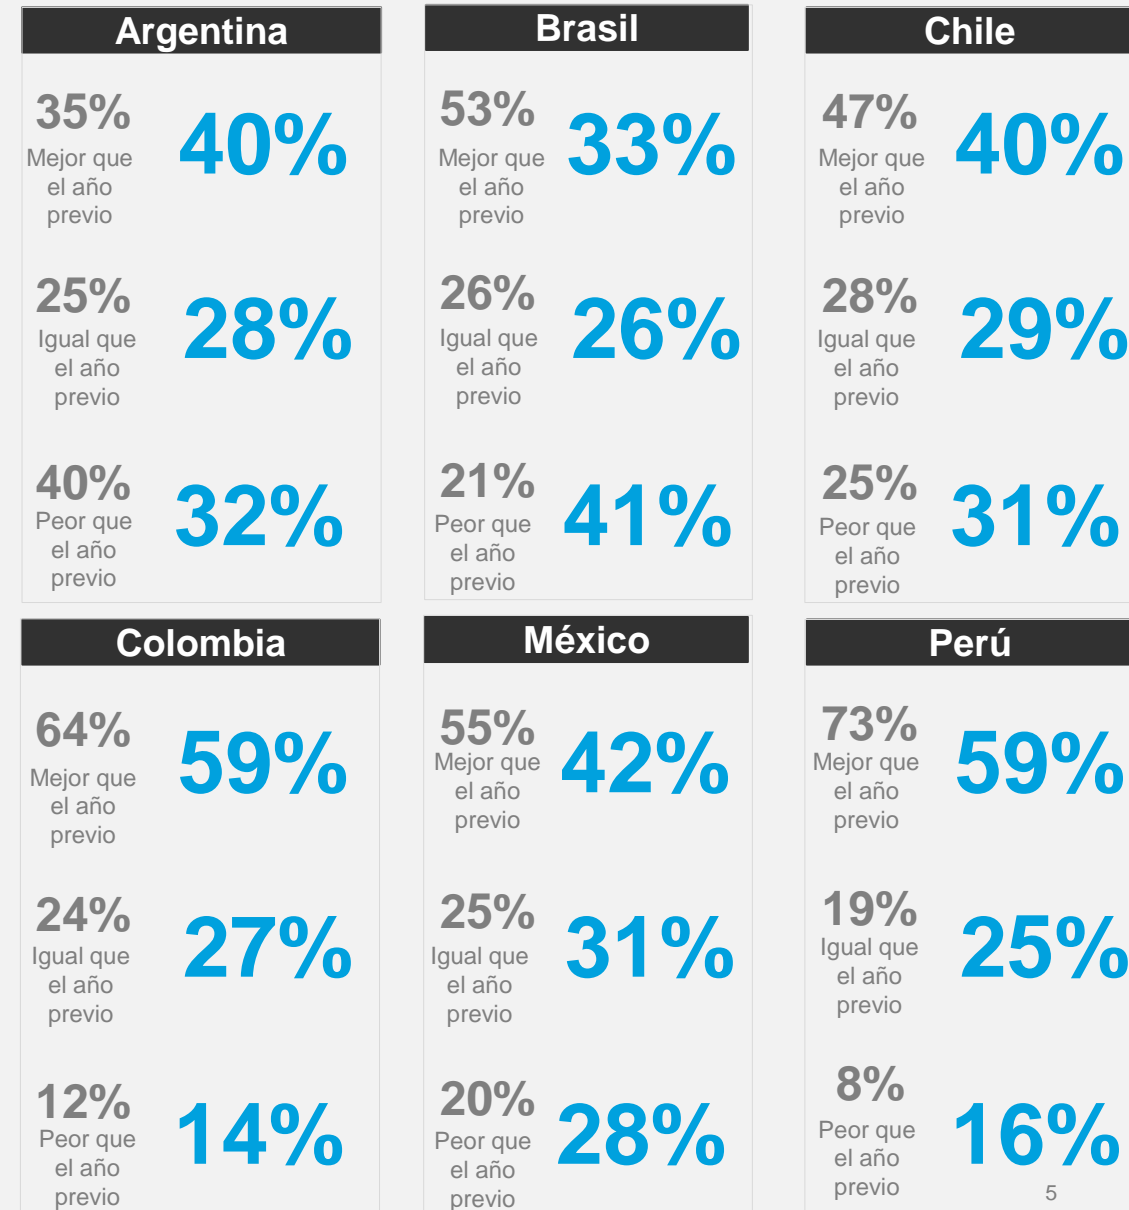 Argentina
35%
Mejor que
el año
previo
40%
25%
Igual que
el año
previo
28%
40%
Peor que
el año
previo
32%
Brasil
53%
Mejor que
el año
previo
33%
26%
Igual que
el año
previo
26%
21%
Peor que
el año
previo
41%
Chile
47%
Mejor que
el año
previo
40%
28%
Igual que
el año
previo
29%
25%
Peor que
el año
previo
31%
Colombia
64%
Mejor que
el año
previo
59%
24%
Igual que
el año
previo
27%
12%
Peor que
el año
previo
14%
México
55%
Mejor que
el año
previo
42%
25%
Igual que
el año
previo
31%
20%
Peor que
el año
previo
28%
Perú
73%
Mejor que
el año
previo
59%
19%
Igual que
el año
previo
25%
8%
Peor que
el año
previo
16%
5